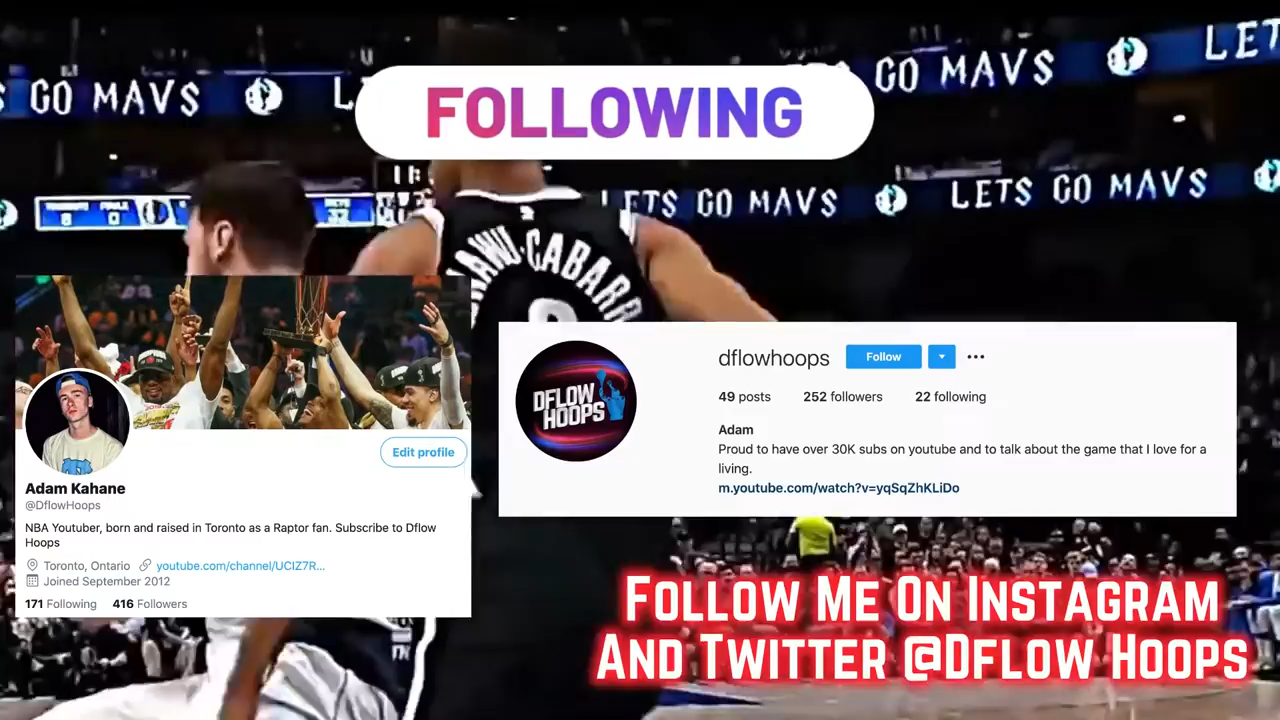 GO MAVS
GO MAVS
LET
FOLLOWING
LETS GO MAVS
LETS GO MAVS
CABARR
Edit profile
Adam Kahane
@DflowHoops
NBA Youtuber, born and raised in Toronto as a Raptor fan. Subscribe to Dflow
Hoops
Toronto, Ontario youtube.com/channel/UCIZ7R...
Joined September 2012
171 Following 416 Followers
DFLOW
HOOPS
dflowhoops Follow
49 posts 252 followers 22 following
Adam
Proud to have over 30K subs on youtube and to talk about the game that I love for a
living.
m.youtube.com/watch?v=yqSqZhKLiDo
FOLLOW ME ON INSTAGRAM
AND TWITTER @DFLOW HOOPS